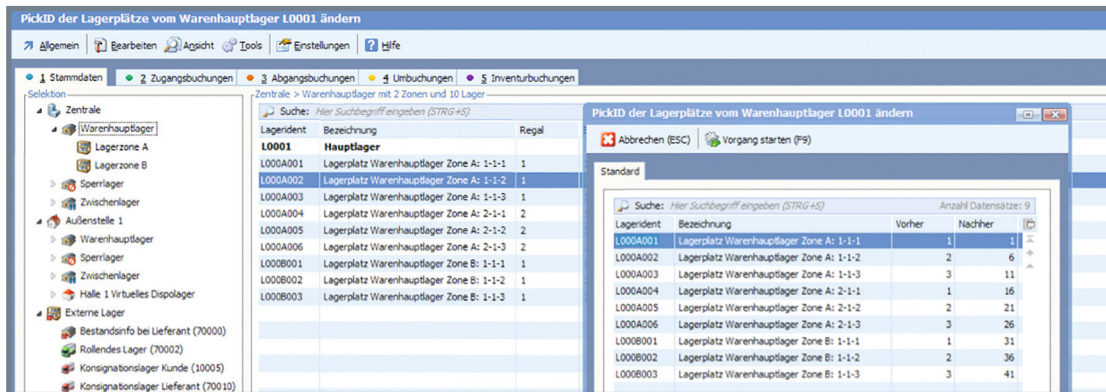 PickID der Lagerplätze vom Warenhauptlager L0001 ändern
Allgemein Bearbeiten Ansicht Tools Einstellungen Hilfe
1 Stammdaten 2 Zugangsbuchungen 3 Abgangsbuchungen 4 Umbuchungen 5 Inventurbuchungen
Selektion
Zentrale
Warenhauptlager
Lagerzone A
Lagerzone B
Sperrlager
Zwischenlager
Außenstelle 1
Warenhauptlager
Sperrlager
Zwischenlager
Halle 1 Virtuelles Dispolager
Externe Lager
Bestandsinfo bei Lieferant (70000)
Rollendes Lager (70002)
Konsignationslager Kunde (10005)
Konsignationslager Lieferant (70010)
Zentrale > Warenhauptlager mit 2 Zonen und 10 Lager
Suche: Hier Suchbegriff eingeben (STRG+S)
Lagerident Bezeichnung Regal
L0001 Hauptlager
L000A001 Lagerplatz Warenhauptlager Zone A: 1-1-1 1
L000A002 Lagerplatz Warenhauptlager Zone A: 1-1-2 1
L000A003 Lagerplatz Warenhauptlager Zone A: 1-1-3 1
L000A004 Lagerplatz Warenhauptlager Zone A: 2-1-1 2
L000A005 Lagerplatz Warenhauptlager Zone A: 2-1-2 2
L000A006 Lagerplatz Warenhauptlager Zone A: 2-1-3 2
L000B001 Lagerplatz Warenhauptlager Zone B: 1-1-1 1
L000B002 Lagerplatz Warenhauptlager Zone B: 1-1-2 1
L000B003 Lagerplatz Warenhauptlager Zone B: 1-1-3 1
PickID der Lagerplätze vom Warenhauptlager L0001 ändern
Abbrechen (ESC) Vorgang starten (F9)
Standard
Suche: Hier Suchbegriff eingeben (STRG+S) Anzahl Datensätze: 9
Lagerident Bezeichnung Vorher Nachher
L000A001 Lagerplatz Warenhauptlager Zone A: 1-1-1 1 1
L000A002 Lagerplatz Warenhauptlager Zone A: 1-1-2 2 6
L000A003 Lagerplatz Warenhauptlager Zone A: 1-1-3 3 11
L000A004 Lagerplatz Warenhauptlager Zone A: 2-1-1 1 16
L000A005 Lagerplatz Warenhauptlager Zone A: 2-1-2 2 21
L000A006 Lagerplatz Warenhauptlager Zone A: 2-1-3 3 26
L000B001 Lagerplatz Warenhauptlager Zone B: 1-1-1 1 31
L000B002 Lagerplatz Warenhauptlager Zone B: 1-1-2 2 36
L000B003 Lagerplatz Warenhauptlager Zone B: 1-1-3 3 41